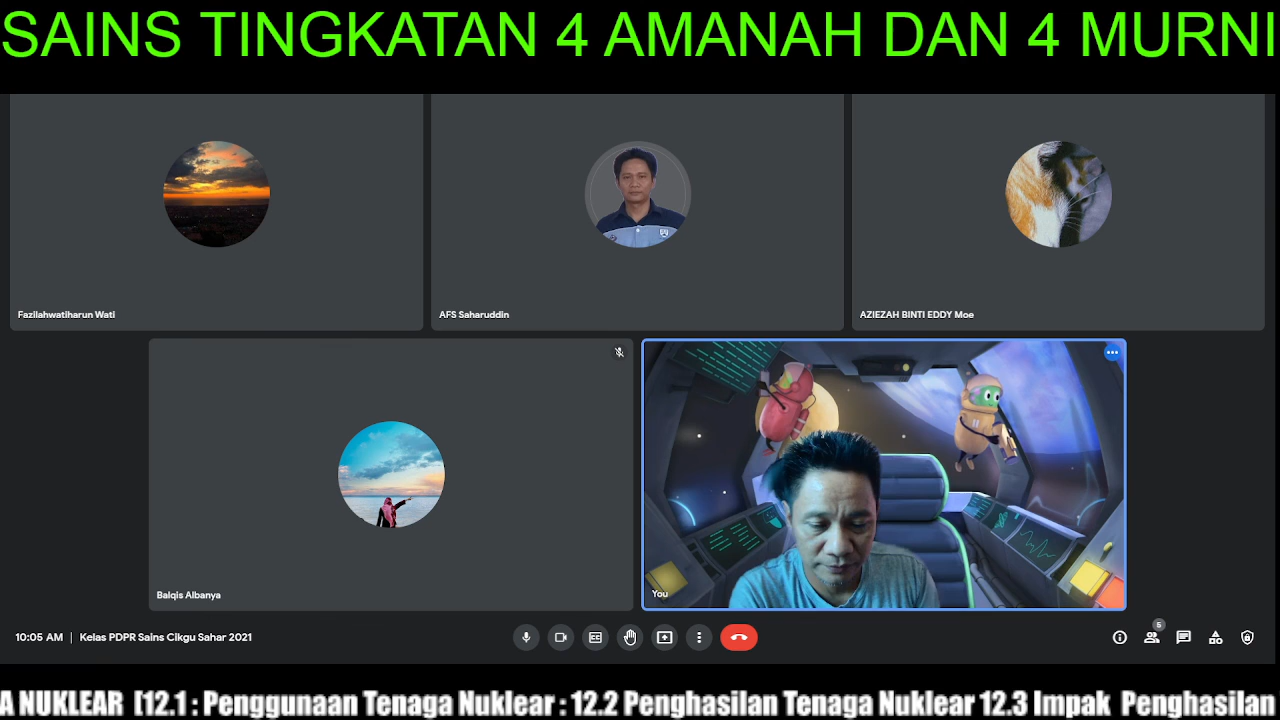 SAINS TINGKATAN 4 AMANAH DAN 4 MURNI
Fazilahwatiharun Wati
AFS Saharuddin
AZIEZAH BINTI EDDY Moe
Balqis Albanya
You
10:05 AM | Kelas PDPR Sains Cikgu Sahar 2021
5
A NUKLEAR [12.1 : Penggunaan Tenaga Nuklear : 12.2 Penghasilan Tenaga Nuklear 12.3 Impak Penghasilan